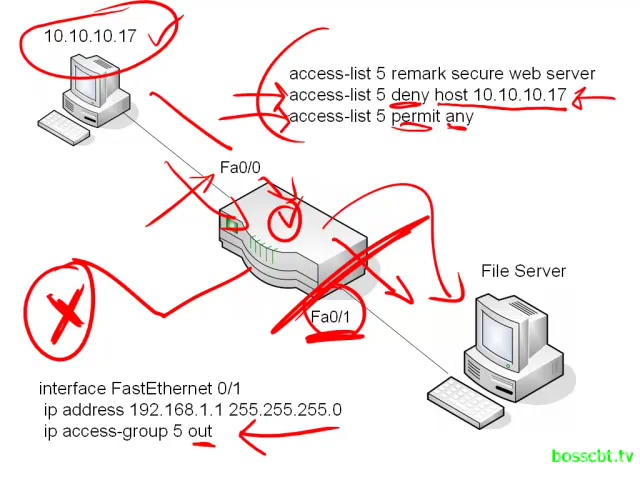 10.10.10.17
access-list 5 remark secure web server
access-list 5 deny host 10.10.10.17
access-list 5 permit any
Fa0/0
File Server
Fa0/1
interface FastEthernet 0/1
ip address 192.168.1.1 255.255.255.0
ip access-group 5 out
bosscbt.tv